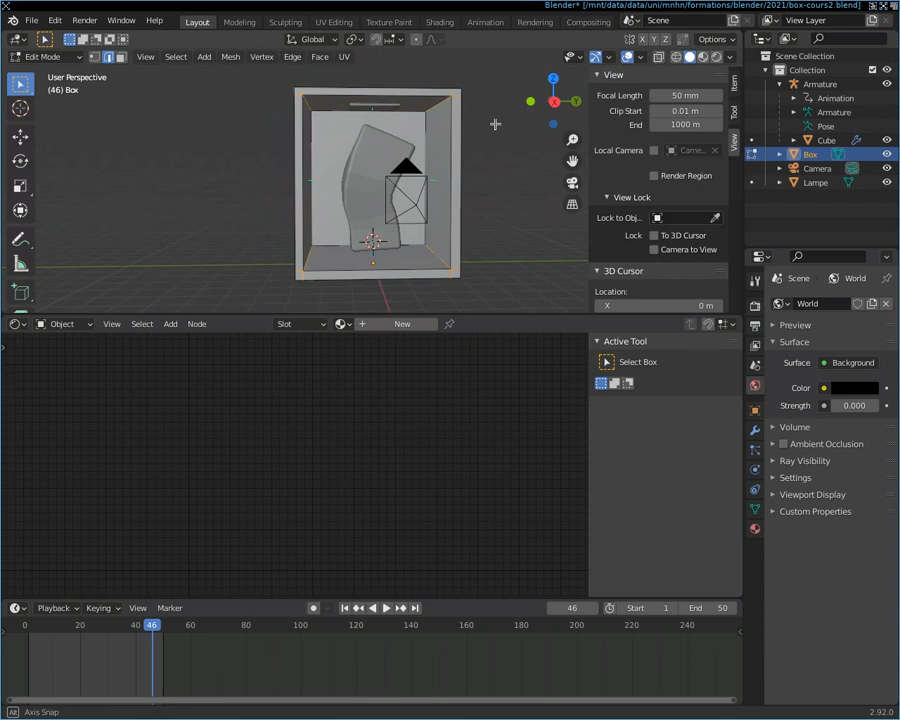 Blender* [/mnt/data/data/uni/mnhn/formations/blender/2021/box-cours2.blend]
File Edit Render Window Help Layout Modeling Sculpting UV Editing Texture Paint Shading Animation Rendering Compositing Scene View Layer
Global X Y Z Options
Edit Mode View Select Add Mesh Vertex Edge Face UV
User Perspective
(46) Box
Z
X
Y
View
Focal Length 50 mm
Clip Start 0.01 m
End 1000 m
Local Camera Came...
Render Region
View Lock
Lock to Obj...
Lock To 3D Cursor
Camera to View
3D Cursor
Location:
X 0 m
Item
Tool
View
Scene Collection
Collection
Armature
Animation
Armature
Pose
Cube
Box
Camera
Lampe
Object View Select Add Node Slot New
Active Tool
Select Box
Scene World
World
Preview
Surface
Surface Background
Color
Strength 0.000
Volume
Ambient Occlusion
Ray Visibility
Settings
Viewport Display
Custom Properties
Playback Keying View Marker 46 Start 1 End 50
0 20 40 46 60 80 100 120 140 160 180 200 220 240
Alt Axis Snap 2.92.0